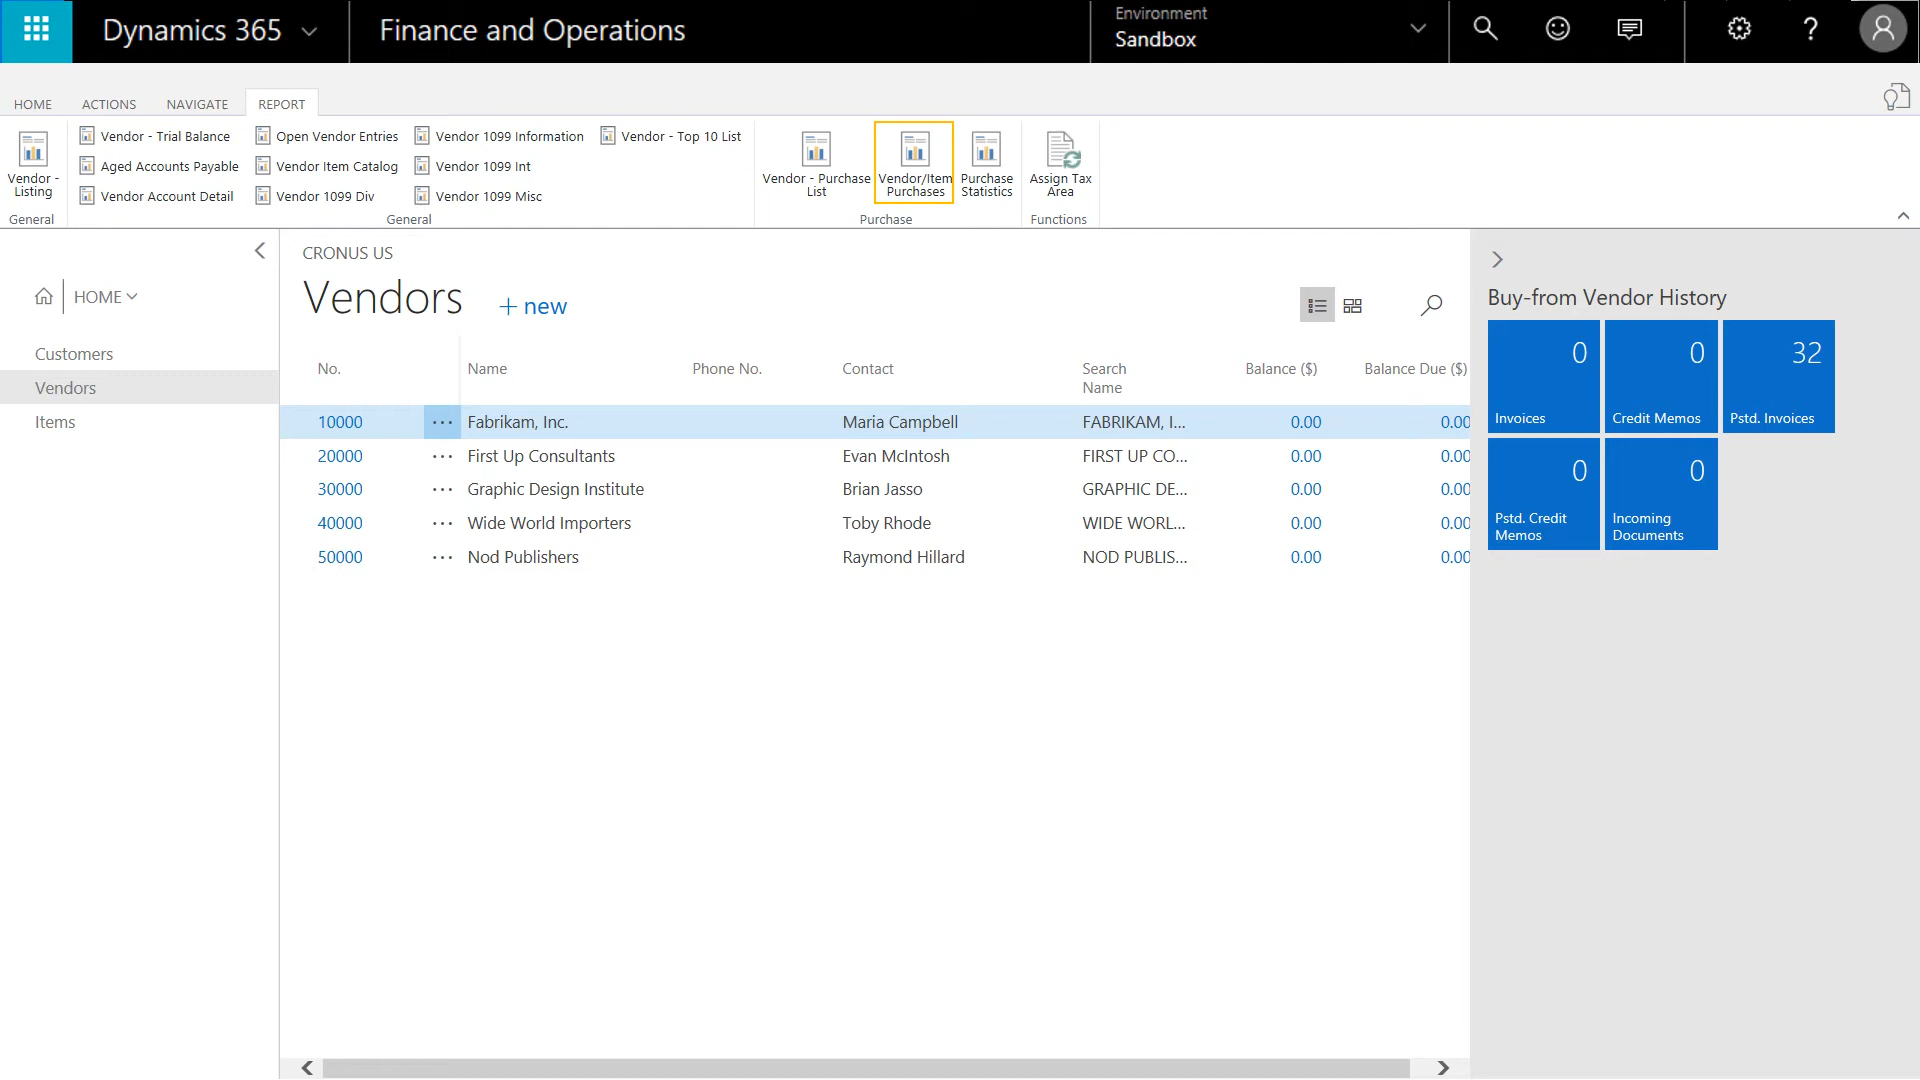 Dynamics 365
Finance and Operations
Environment
Sandbox
?
HOME
ACTIONS
NAVIGATE
REPORT
Vendor -
Listing
General
Vendor - Trial Balance
Aged Accounts Payable
Vendor Account Detail
Open Vendor Entries
Vendor Item Catalog
Vendor 1099 Div
Vendor 1099 Information
Vendor 1099 Int
Vendor 1099 Misc
Vendor - Top 10 List
General
Vendor - Purchase
List
Vendor/Item
Purchases
Purchase
Statistics
Purchase
Assign Tax
Area
Functions
HOME
Customers
Vendors
Items
CRONUS US
Vendors
+ new
No. Name Phone No. Contact Search Balance ($) Balance Due ($)
Name
10000 ··· Fabrikam, Inc. Maria Campbell FABRIKAM, I... 0.00 0.00
20000 ··· First Up Consultants Evan McIntosh FIRST UP CO... 0.00 0.00
30000 ··· Graphic Design Institute Brian Jasso GRAPHIC DE... 0.00 0.00
40000 ··· Wide World Importers Toby Rhode WIDE WORL... 0.00 0.00
50000 ··· Nod Publishers Raymond Hillard NOD PUBLIS... 0.00 0.00
Buy-from Vendor History
0
Invoices
0
Credit Memos
32
Pstd. Invoices
0
Pstd. Credit
Memos
0
Incoming
Documents